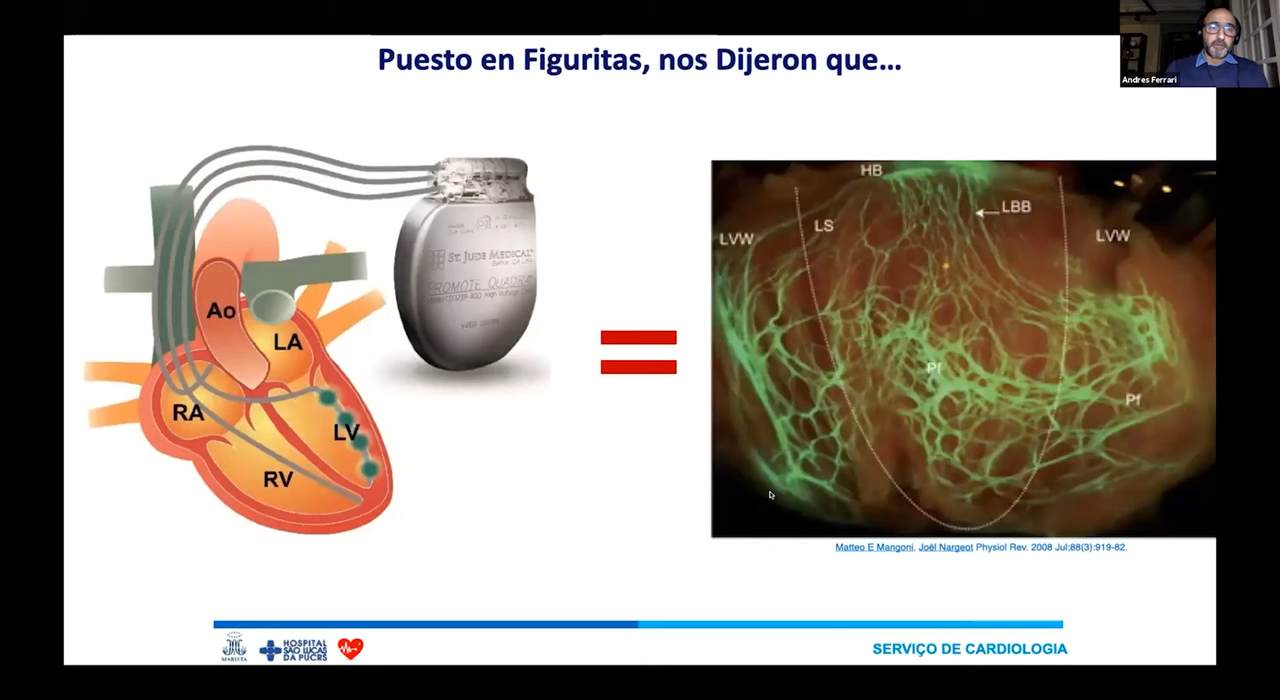 Puesto en Figuritas, nos Dijeron que...
Andres Ferrari
ST. JUDE MEDICAL
PROMOTE QUADRA
Ao
LA
RA
LV
RV
HB
LBB
LS
LVW
LVW
Pf
Pf
Matteo E Mangoni, Joël Nargeot Physiol Rev. 2008 Jul;88(3):919-82.
MARISTA
HOSPITAL
SÃO LUCAS
DA PUCRS
SERVIÇO DE CARDIOLOGIA